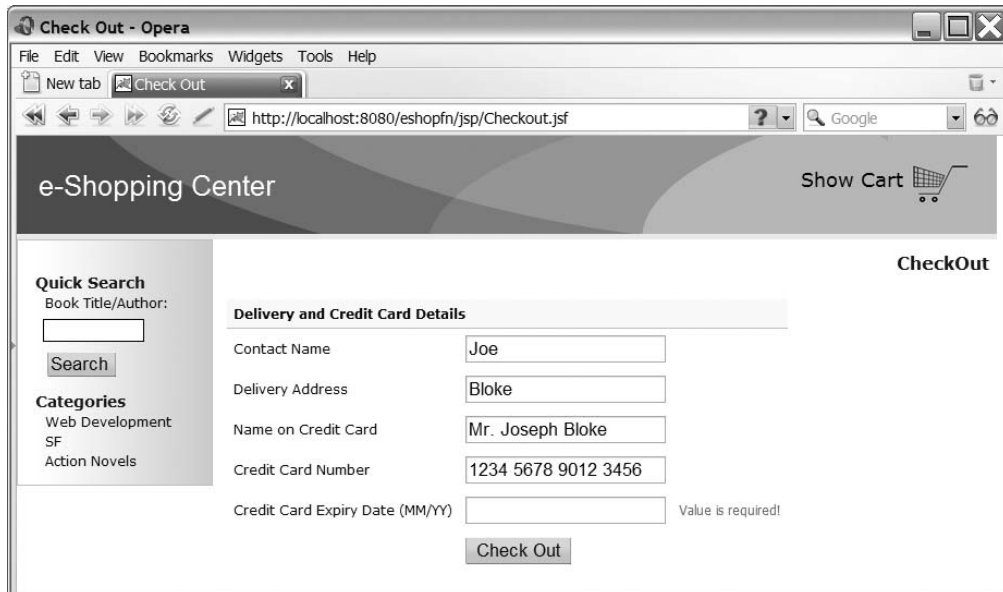 Check Out - Opera
File Edit View Bookmarks Widgets Tools Help
New tab Check Out
http://localhost:8080/eshopfn/jsp/Checkout.jsf ? Google
e-Shopping Center
Show Cart
CheckOut
Quick Search
Book Title/Author:
Search
Categories
Web Development
SF
Action Novels
Delivery and Credit Card Details
Contact Name Joe
Delivery Address Bloke
Name on Credit Card Mr. Joseph Bloke
Credit Card Number 1234 5678 9012 3456
Credit Card Expiry Date (MM/YY) Value is required!
Check Out